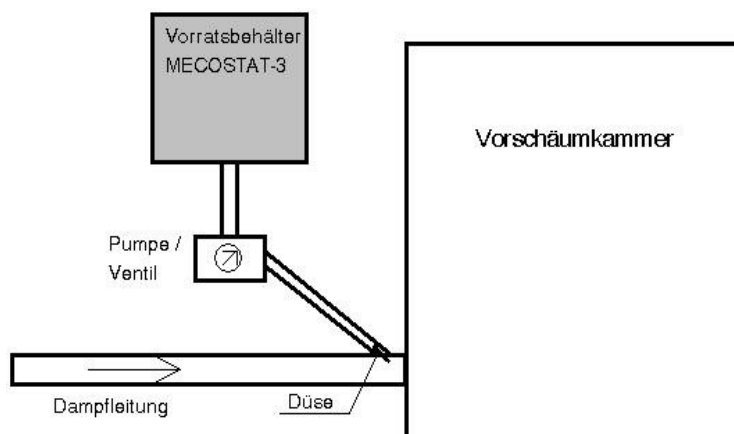 Vorratsbehälter
MECOSTAT-3
Vorschäumkammer
Pumpe /
Ventil
Düse
Dampfleitung